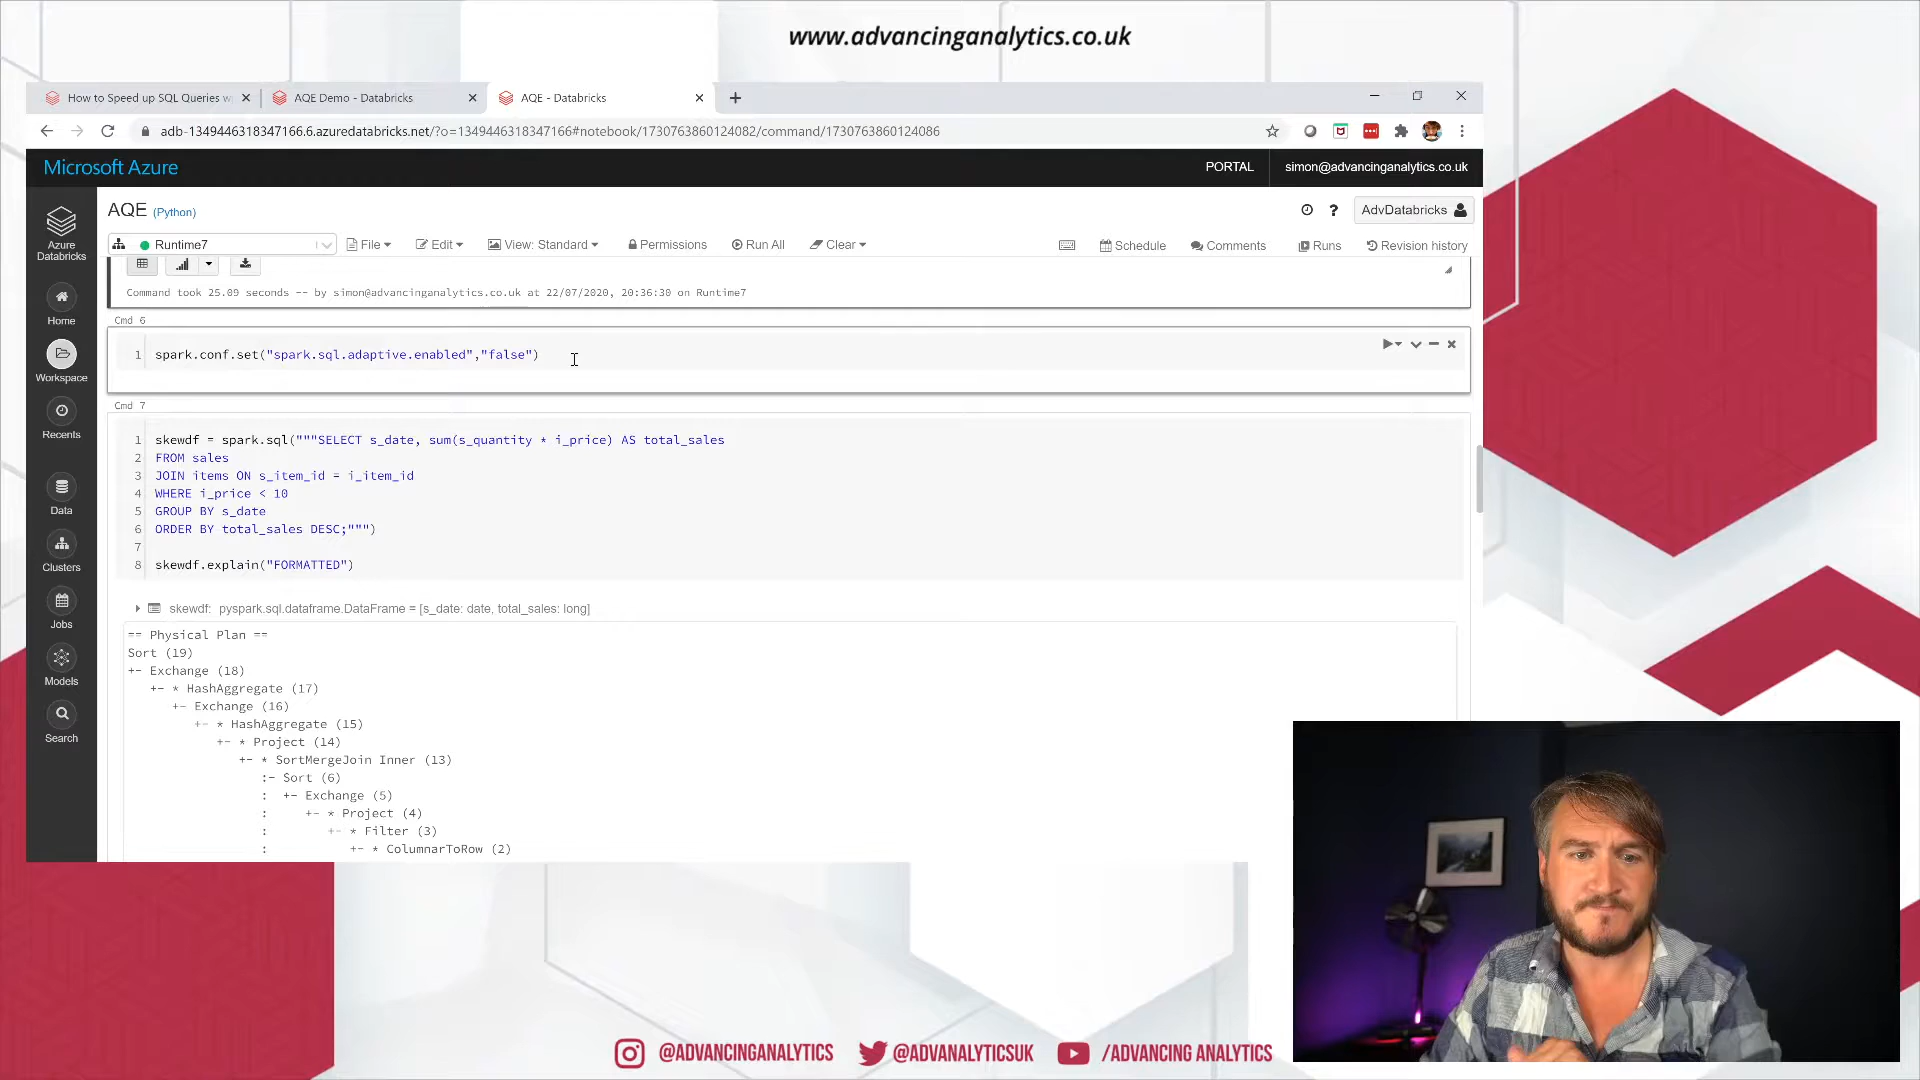 www.advancinganalytics.co.uk
How to Speed up SQL Queries w
AQE Demo - Databricks
AQE - Databricks
adb-1349446318347166.6.azuredatabricks.net/?o=1349446318347166#notebook/1730763860124082/command/1730763860124086
Microsoft Azure
PORTAL
simon@advancinganalytics.co.uk
AQE (Python)
AdvDatabricks
Runtime7
File
Edit
View: Standard
Permissions
Run All
Clear
Schedule
Comments
Runs
Revision history
Azure
Databricks
Home
Workspace
Recents
Data
Clusters
Jobs
Models
Search
Command took 25.09 seconds -- by simon@advancinganalytics.co.uk at 22/07/2020, 20:36:30 on Runtime7
Cmd 6
1 spark.conf.set("spark.sql.adaptive.enabled","false")
Cmd 7
1 skewdf = spark.sql("""SELECT s_date, sum(s_quantity * i_price) AS total_sales
2 FROM sales
3 JOIN items ON s_item_id = i_item_id
4 WHERE i_price < 10
5 GROUP BY s_date
6 ORDER BY total_sales DESC;""")
7
8 skewdf.explain("FORMATTED")
skewdf: pyspark.sql.dataframe.DataFrame = [s_date: date, total_sales: long]
== Physical Plan ==
Sort (19)
+- Exchange (18)
+- * HashAggregate (17)
+- Exchange (16)
+- * HashAggregate (15)
+- * Project (14)
+- * SortMergeJoin Inner (13)
:- Sort (6)
: +- Exchange (5)
: +- * Project (4)
: +- * Filter (3)
: +- * ColumnarToRow (2)
@ADVANCINGANALYTICS
@ADVANALYTICSUK
/ADVANCING ANALYTICS